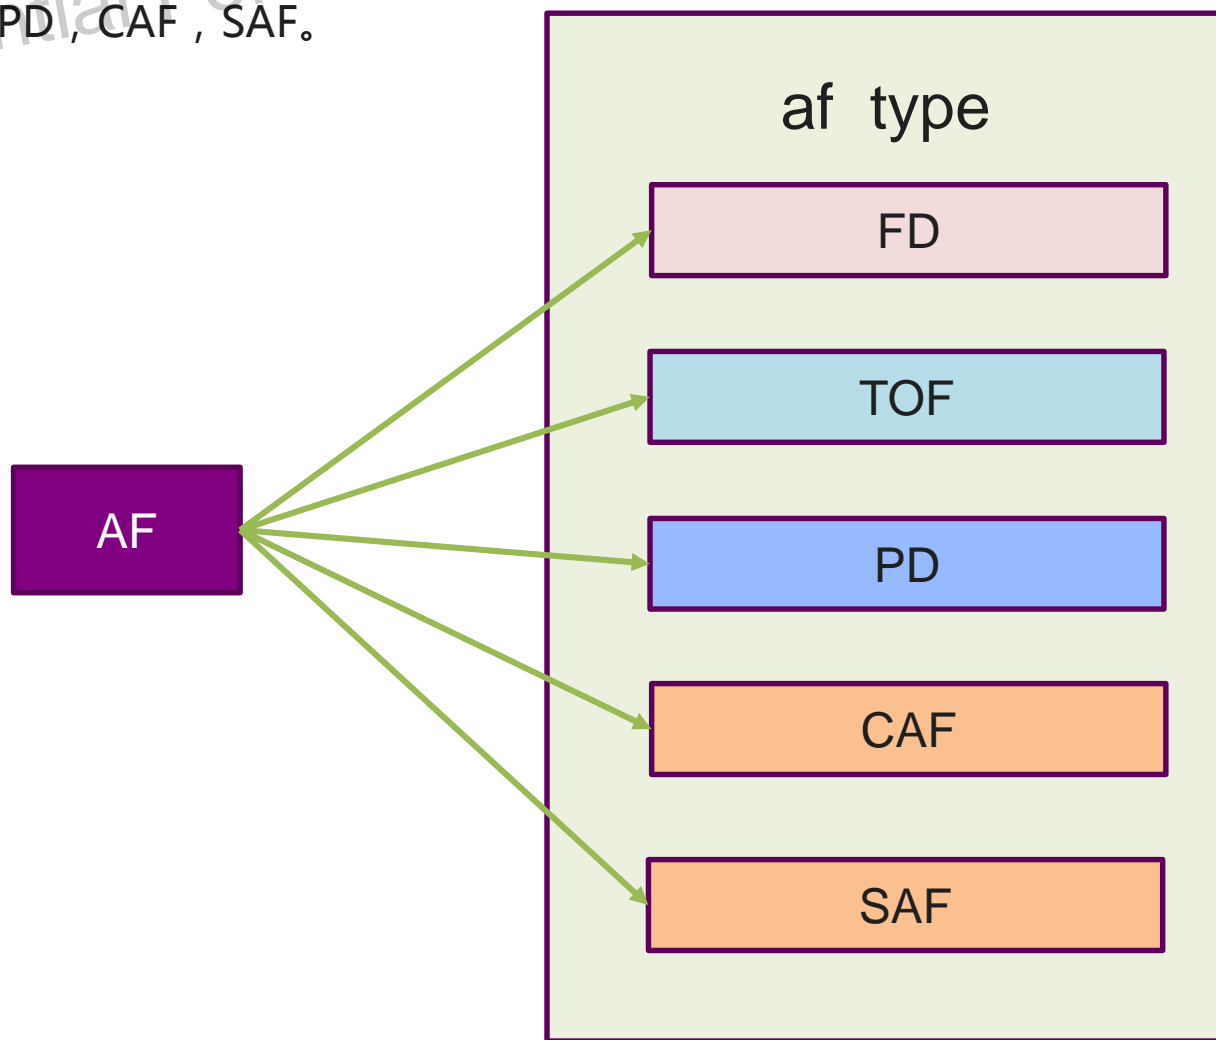 PD , CAF , SAF。
af type
FD
TOF
AF
PD
CAF
SAF